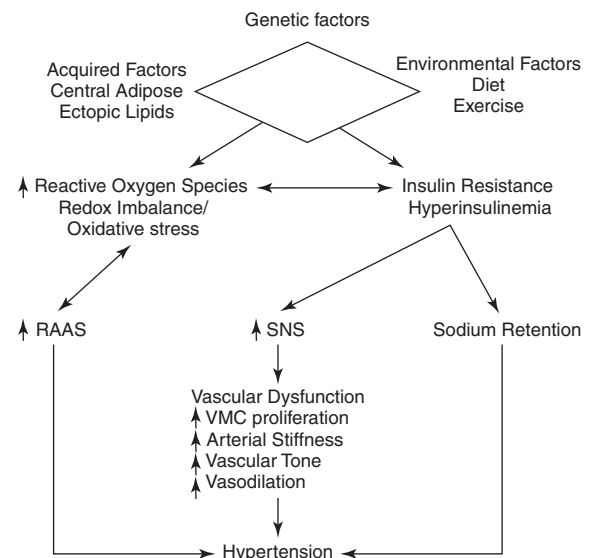 Genetic factors
Acquired Factors
Central Adipose
Ectopic Lipids
Environmental Factors
Diet
Exercise
Reactive Oxygen Species
Redox Imbalance/
Oxidative stress
Insulin Resistance
Hyperinsulinemia
RAAS
SNS
Sodium Retention
Vascular Dysfunction
VMC proliferation
Arterial Stiffness
Vascular Tone
Vasodilation
Hypertension